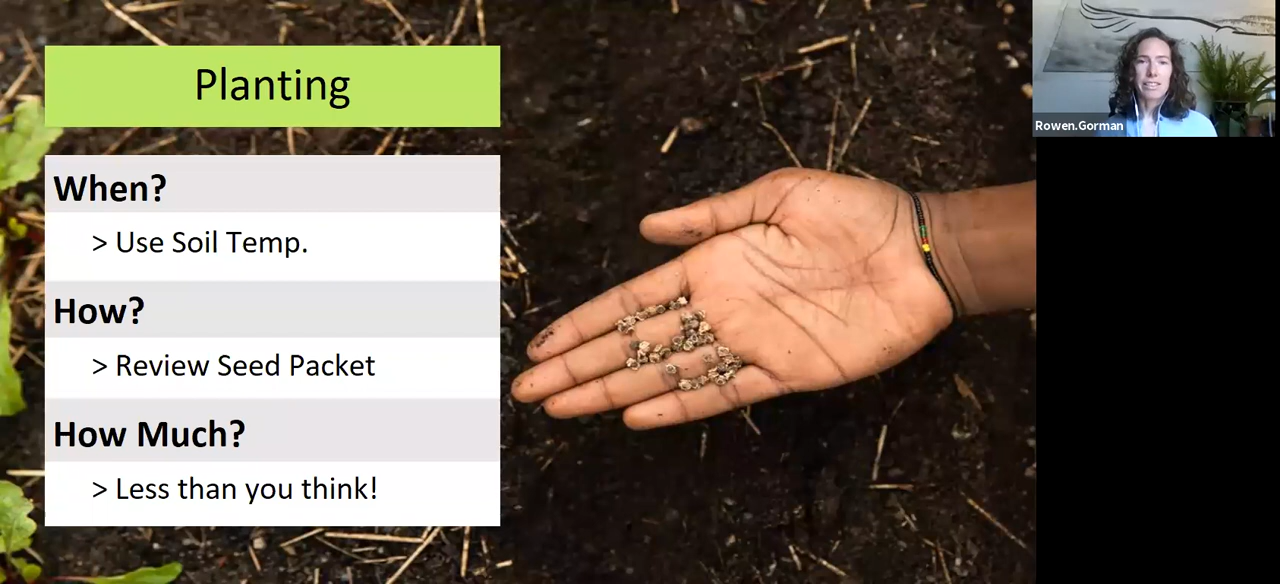 Planting
When?
> Use Soil Temp.
How?
> Review Seed Packet
How Much?
> Less than you think!
Rowen.Gorman